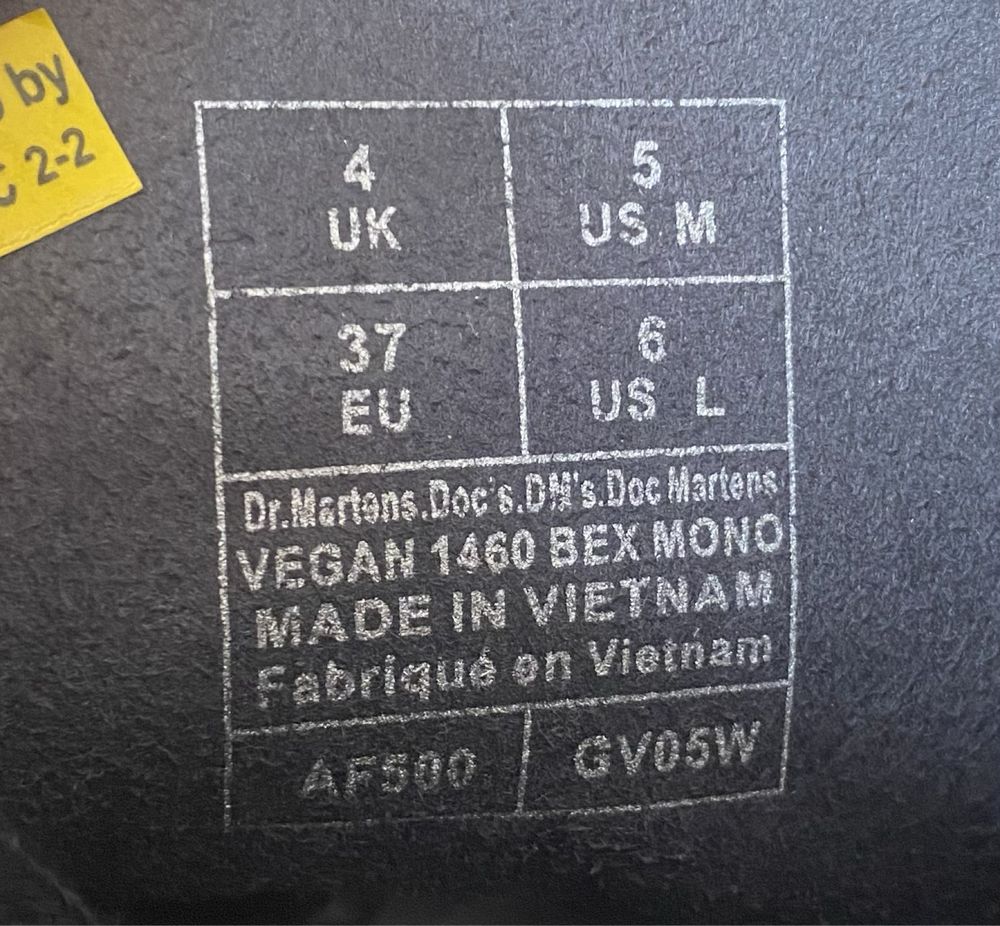 by
2-2
4
UK
5
US M
37
EU
6
US L
Dr.Martens.Doc's.DM's.Doc Martens
VEGAN 1460 BEX MONO
MADE IN VIETNAM
Fabriqué en Vietnam
AF500
GV05W